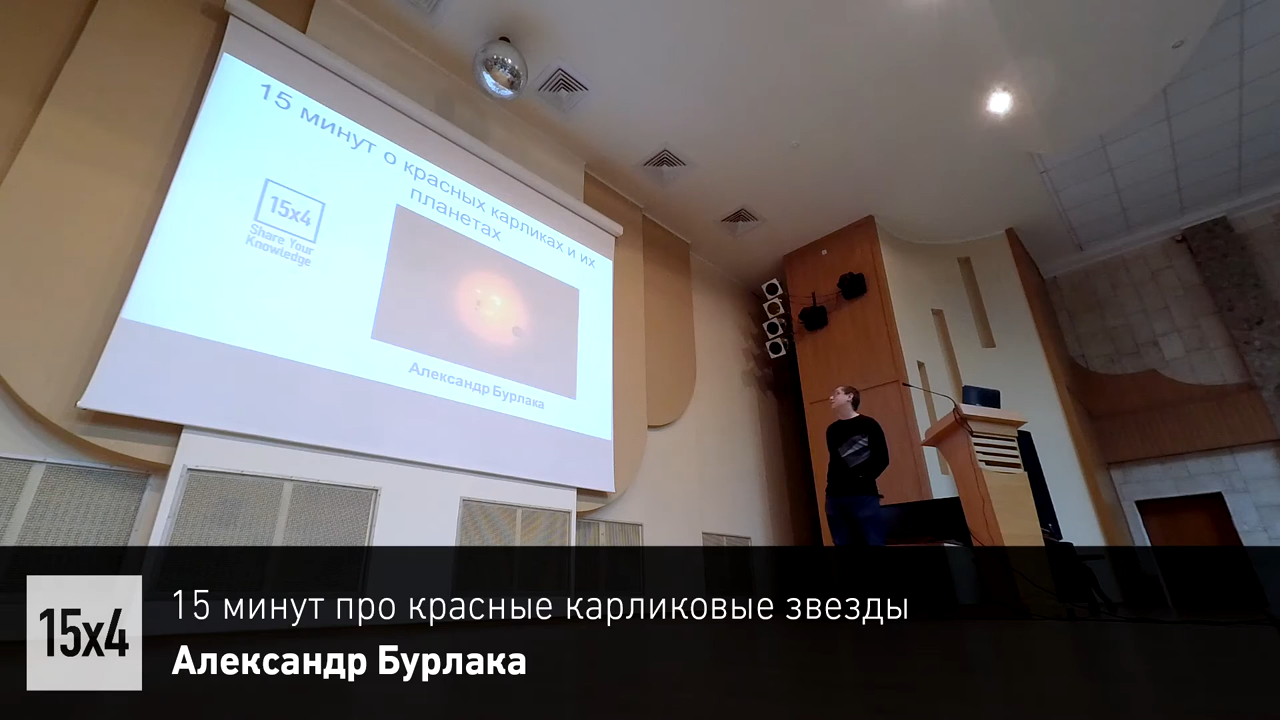 15 минут о красных карликах и их
планетах
15x4
Share Your
Knowledge
Александр Бурлака
15x4
15 минут про красные карликовые звезды
Александр Бурлака